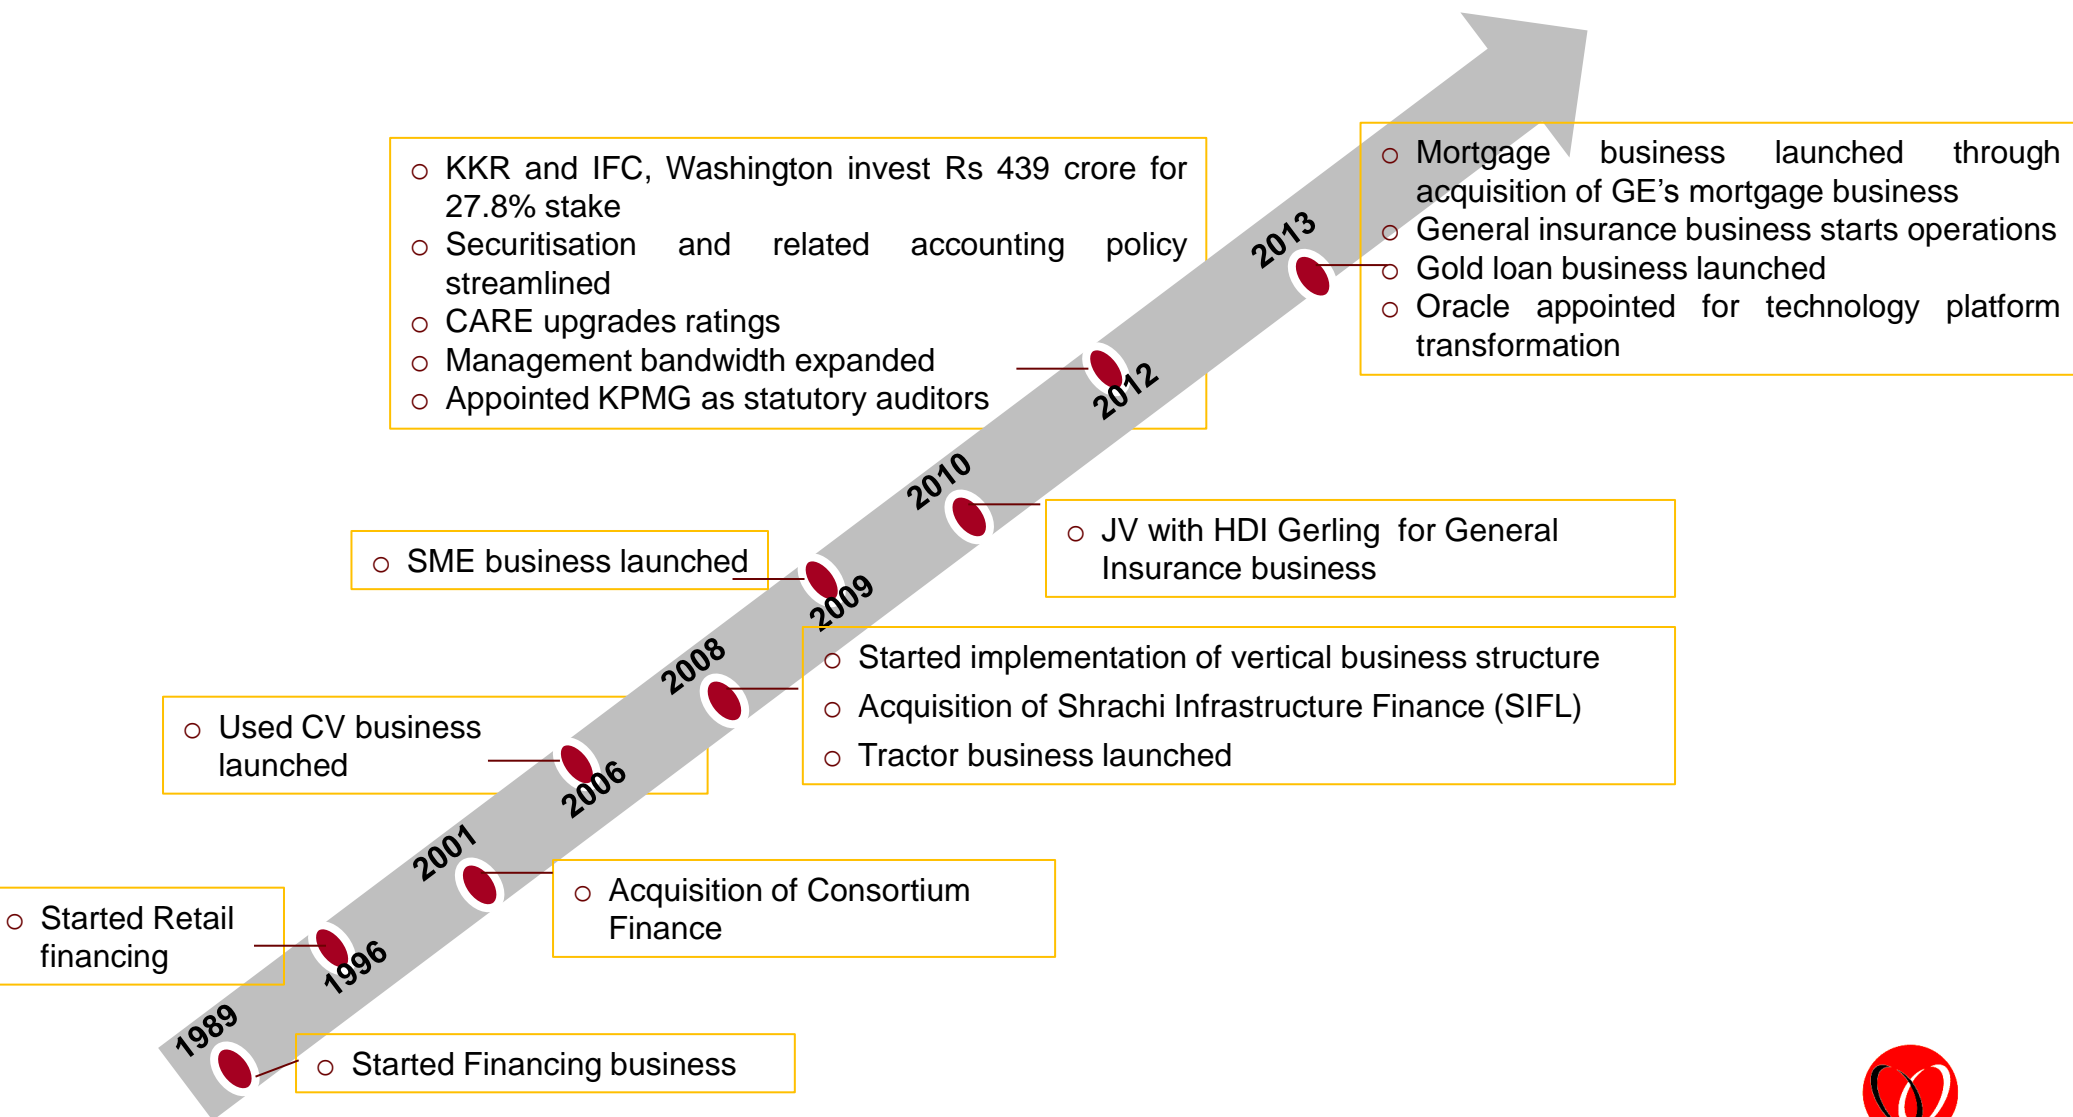 KKR and IFC, Washington invest Rs 439 crore for
27.8% stake
Securitisation and related accounting policy
streamlined
CARE upgrades ratings
Management bandwidth expanded
Appointed KPMG as statutory auditors
2012
Mortgage business launched through
acquisition of GE’s mortgage business
General insurance business starts operations
Gold loan business launched
Oracle appointed for technology platform
transformation
2013
2010
JV with HDI Gerling for General
Insurance business
SME business launched
2009
2008
Started implementation of vertical business structure
Acquisition of Shrachi Infrastructure Finance (SIFL)
Tractor business launched
Used CV business
launched
2006
2001
Acquisition of Consortium
Finance
Started Retail
financing
1996
1989
Started Financing business